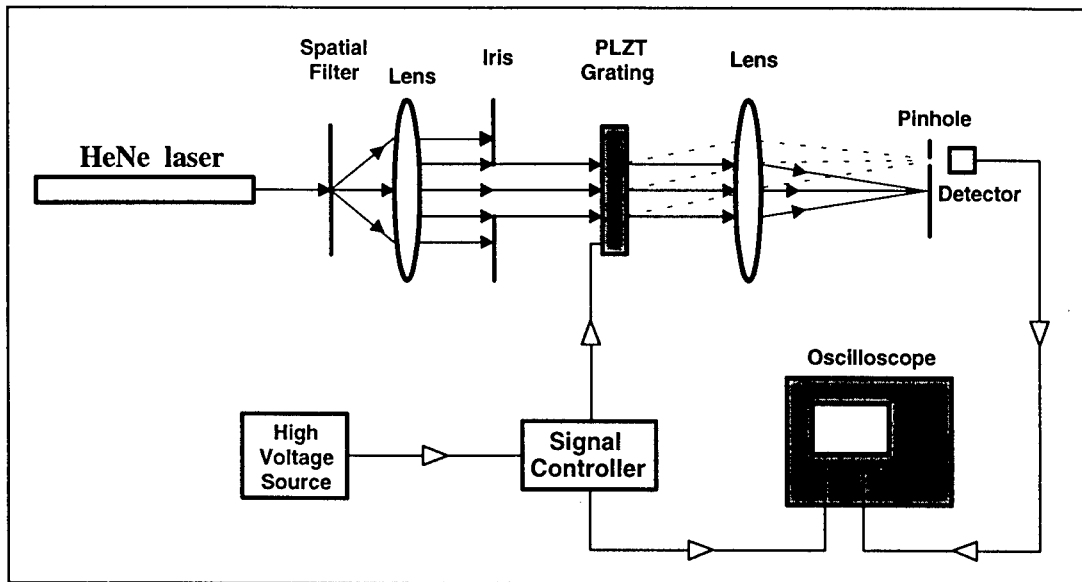 Spatial
Filter
Lens
Iris
PLZT
Grating
Lens
Pinhole
Detector
HeNe laser
Oscilloscope
High
Voltage
Source
Signal
Controller